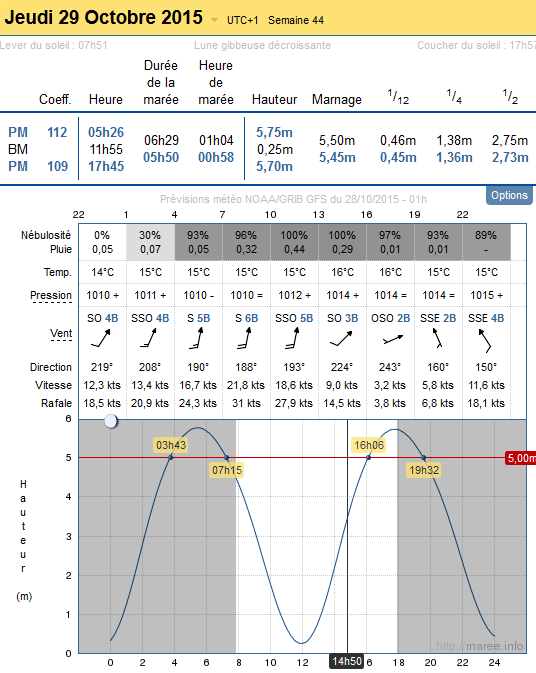 Jeudi 29 Octobre 2015 UTC+1 Semaine 44
Lever du soleil : 07h51 Lune gibbeuse décroissante Coucher du soleil : 17h57
Durée Heure
de la de
Coeff. Heure marée marée Hauteur Marnage 1/12 1/4 1/2
PM 112 05h26 5,75m
06h29 01h04 5,50m 0,46m 1,38m 2,75m
BM 11h55 0,25m
05h50 00h58 5,45m 0,45m 1,36m 2,73m
PM 109 17h45 5,70m
Prévisions météo NOAA/GRIB GFS du 28/10/2015 - 01h Options
22 1 4 7 10 13 16 19 22
Nébulosité 0% 30% 93% 96% 100% 100% 97% 93% 89%
Pluie 0,05 0,07 0,05 0,32 0,44 0,29 0,01 0,01 -
Temp. 14°C 15°C 15°C 15°C 15°C 16°C 16°C 15°C 15°C
Pression 1010 + 1011 + 1010 - 1010 = 1012 + 1014 + 1014 = 1014 = 1015 +
Vent SO 4B SSO 4B S 5B S 6B SSO 5B SO 3B OSO 2B SSE 2B SSE 4B
Direction 219° 208° 190° 188° 193° 224° 243° 160° 150°
Vitesse 12,3 kts 13,4 kts 16,7 kts 21,8 kts 18,6 kts 9,0 kts 3,2 kts 5,8 kts 11,6 kts
Rafale 18,5 kts 20,9 kts 24,3 kts 31 kts 27,9 kts 14,5 kts 3,8 kts 6,8 kts 18,1 kts
6
03h43 16h06
5 5,00m
07h15 19h32
4
3
2
1
0
Hauteur
(m)
http://maree.info
0 2 4 6 8 10 12 14h50 6 18 20 22 24